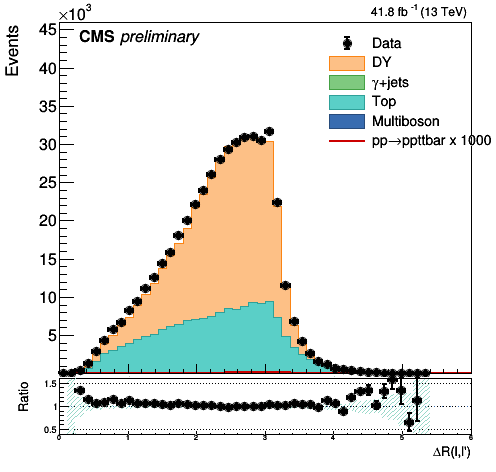 ×10³
41.8 fb⁻¹ (13 TeV)
CMS preliminary
Events
45
40
35
30
25
20
15
10
5
Data
DY
γ+jets
Top
Multiboson
pp→ppttbar x 1000
Ratio
1.5
1
0.5
0 1 2 3 4 5 6
ΔR(l,l')